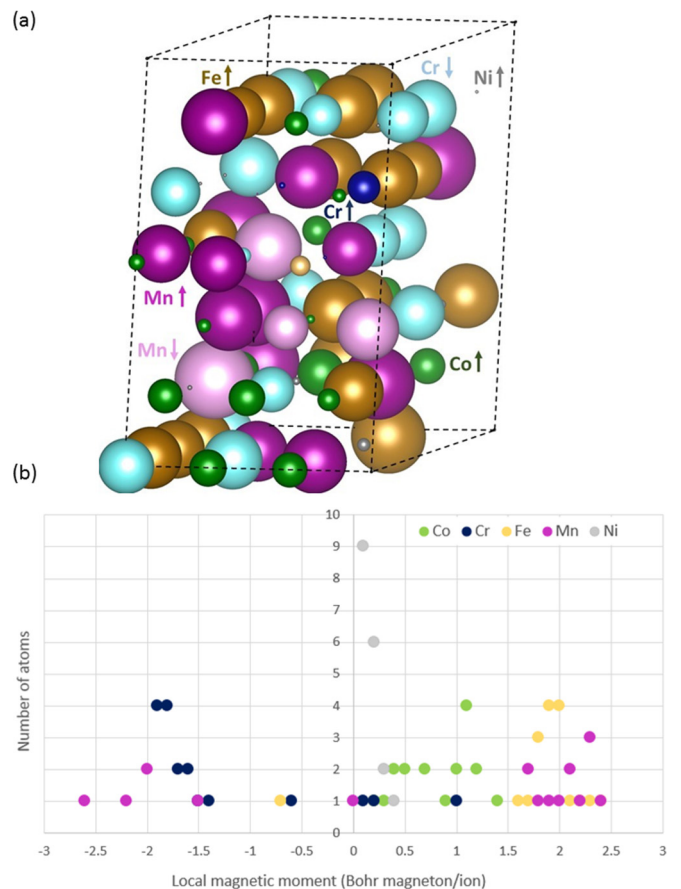 (a)
Fe↑
Cr↓
Ni↑
Cr↑
Mn↑
Mn↓
Co↑
(b)
10
9
8
7
6
5
4
3
2
1
0
Co Cr Fe Mn Ni
Number of atoms
-3 -2.5 -2 -1.5 -1 -0.5 0 0.5 1 1.5 2 2.5 3
Local magnetic moment (Bohr magneton/ion)